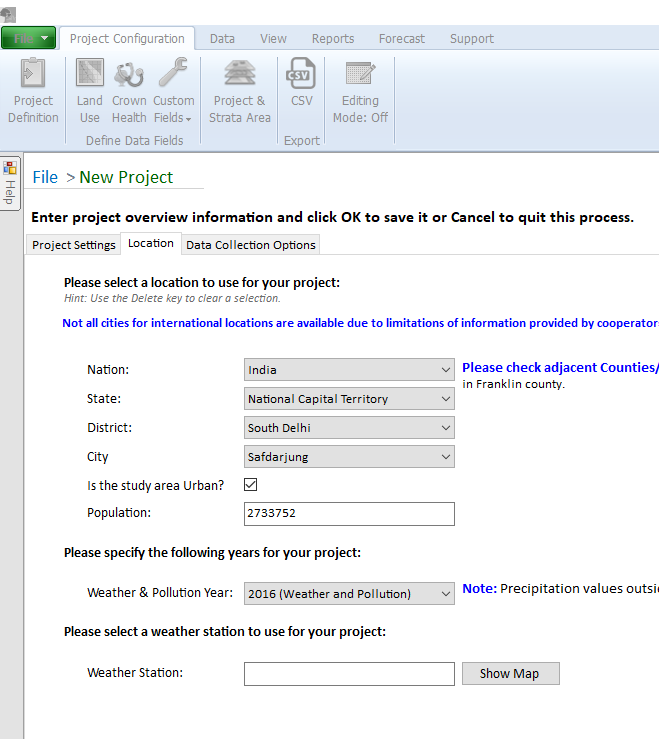 File
Project Configuration Data View Reports Forecast Support
Project Definition
Land Use
Crown Health
Custom Fields
Define Data Fields
Project & Strata Area
CSV
CSV
Export
Editing Mode: Off
Help
File > New Project
Enter project overview information and click OK to save it or Cancel to quit this process.
Project Settings Location Data Collection Options
Please select a location to use for your project:
Hint: Use the Delete key to clear a selection.
Not all cities for international locations are available due to limitations of information provided by cooperators
Nation: India Please check adjacent Counties/
in Franklin county.
State: National Capital Territory
District: South Delhi
City Safdarjung
Is the study area Urban?
Population: 2733752
Please specify the following years for your project:
Weather & Pollution Year: 2016 (Weather and Pollution) Note: Precipitation values outsi
Please select a weather station to use for your project:
Weather Station: Show Map